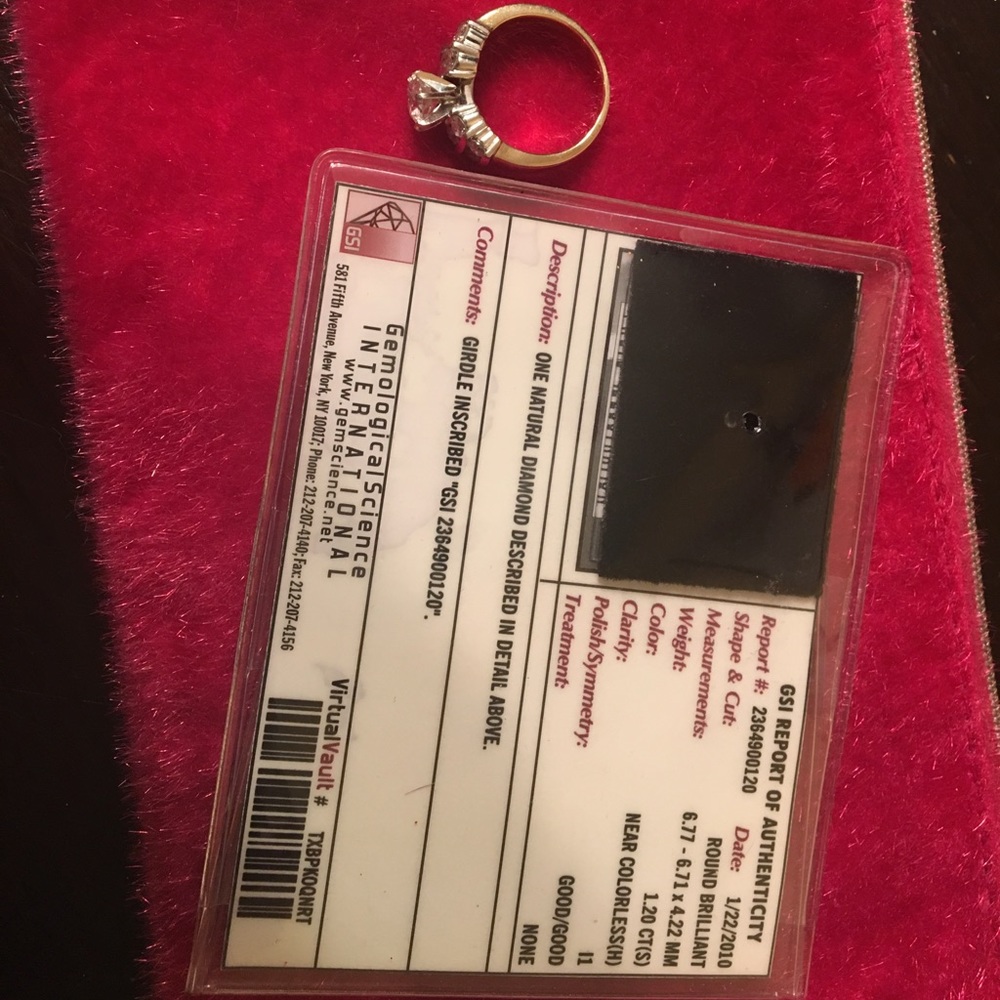 GSI REPORT OF AUTHENTICITY
Report #: 2364900120 Date: 1/22/2010
Shape & Cut: ROUND BRILLIANT
Measurements: 6.77 - 6.71 x 4.22 MM
Weight: 1.20 CT(S)
Color: NEAR COLORLESS(H)
Clarity: I1
Polish/Symmetry: GOOD/GOOD
Treatment: NONE
Description: ONE NATURAL DIAMOND DESCRIBED IN DETAIL ABOVE.
Comments: GIRDLE INSCRIBED "GSI 2364900120".
GSI
GemologicalScience
INTERNATIONAL
www.gemscience.net
581 Fifth Avenue, New York, NY 10017; Phone: 212-207-4140; Fax: 212-207-4156
VirtualVault # TXBPKOQNRT